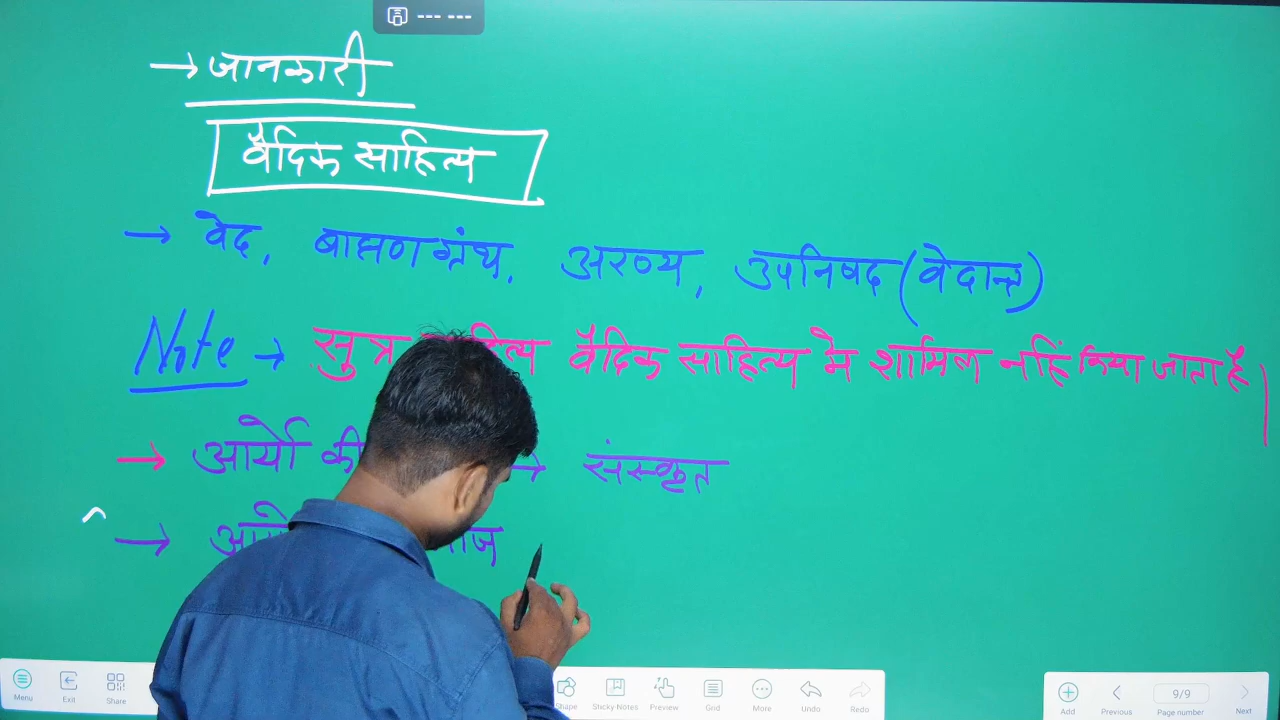 → जानकारी
वैदिक साहित्य
→ वेद, बाह्मणग्रंथ, अरण्य, उपनिषद (वेदान्त)
Note → सुत्र साहित्य वैदिक साहित्य मे शामिल नहिं किया जाता है।
→ आर्यो की → संस्कृत
→
--- ---
Menu Exit Share Shape Sticky Notes Preview Grid More Undo Redo Add Previous 9/9 Page number Next